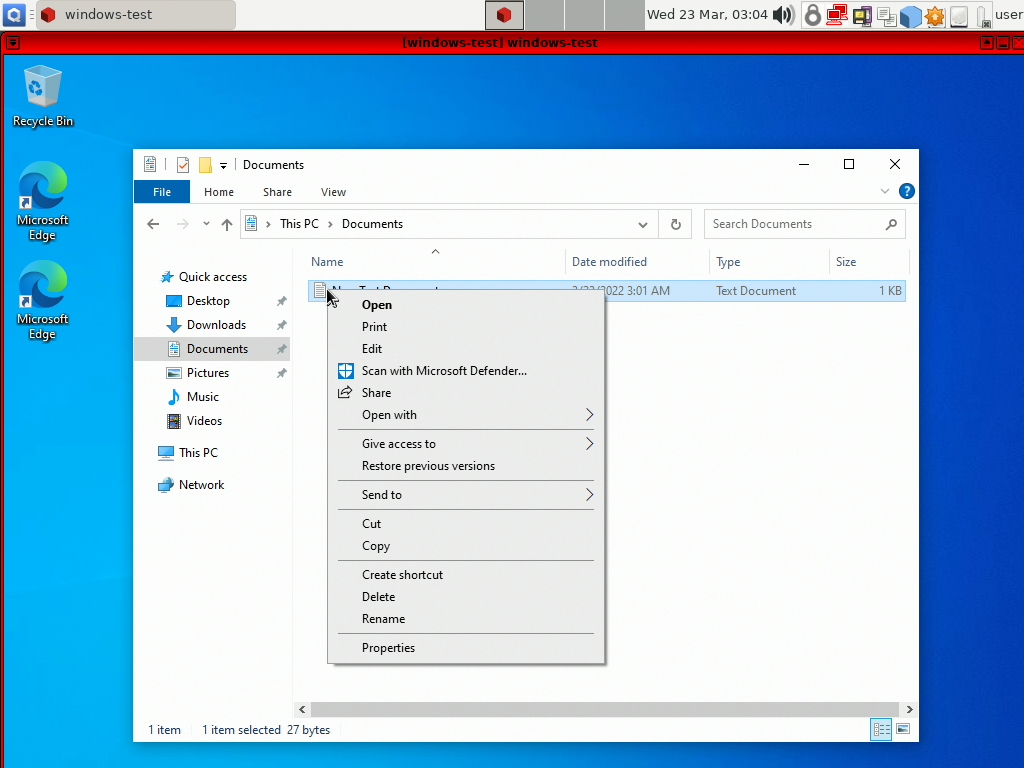 windows-test
Wed 23 Mar, 03:04
user
[windows-test] windows-test
Recycle Bin
Microsoft
Edge
Microsoft
Edge
Documents
File
Home
Share
View
This PC
Documents
Search Documents
Name
Date modified
Type
Size
Quick access
Desktop
Downloads
Documents
Pictures
Music
Videos
This PC
Network
3:01 AM
Text Document
1 KB
Open
Print
Edit
Scan with Microsoft Defender...
Share
Open with
Give access to
Restore previous versions
Send to
Cut
Copy
Create shortcut
Delete
Rename
Properties
1 item
1 item selected 27 bytes